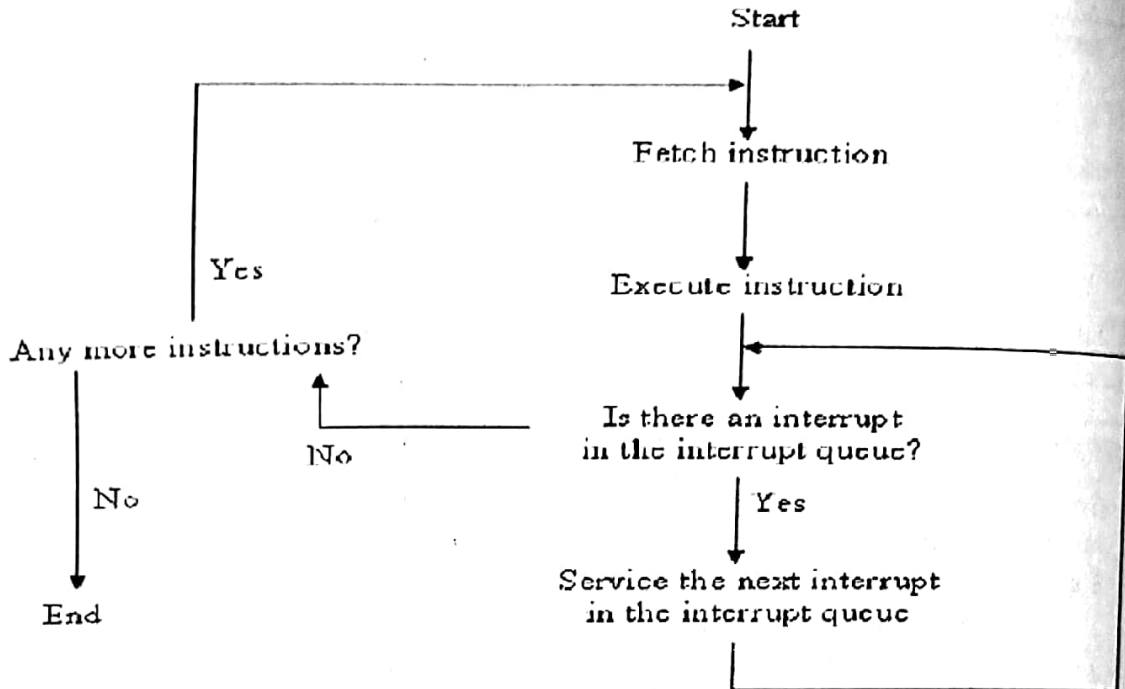 Start
Fetch instruction
Yes
Execute instruction
Any more instructions?
Is there an interrupt
in the interrupt queue?
No
No
Yes
Service the next interrupt
in the interrupt queue
End